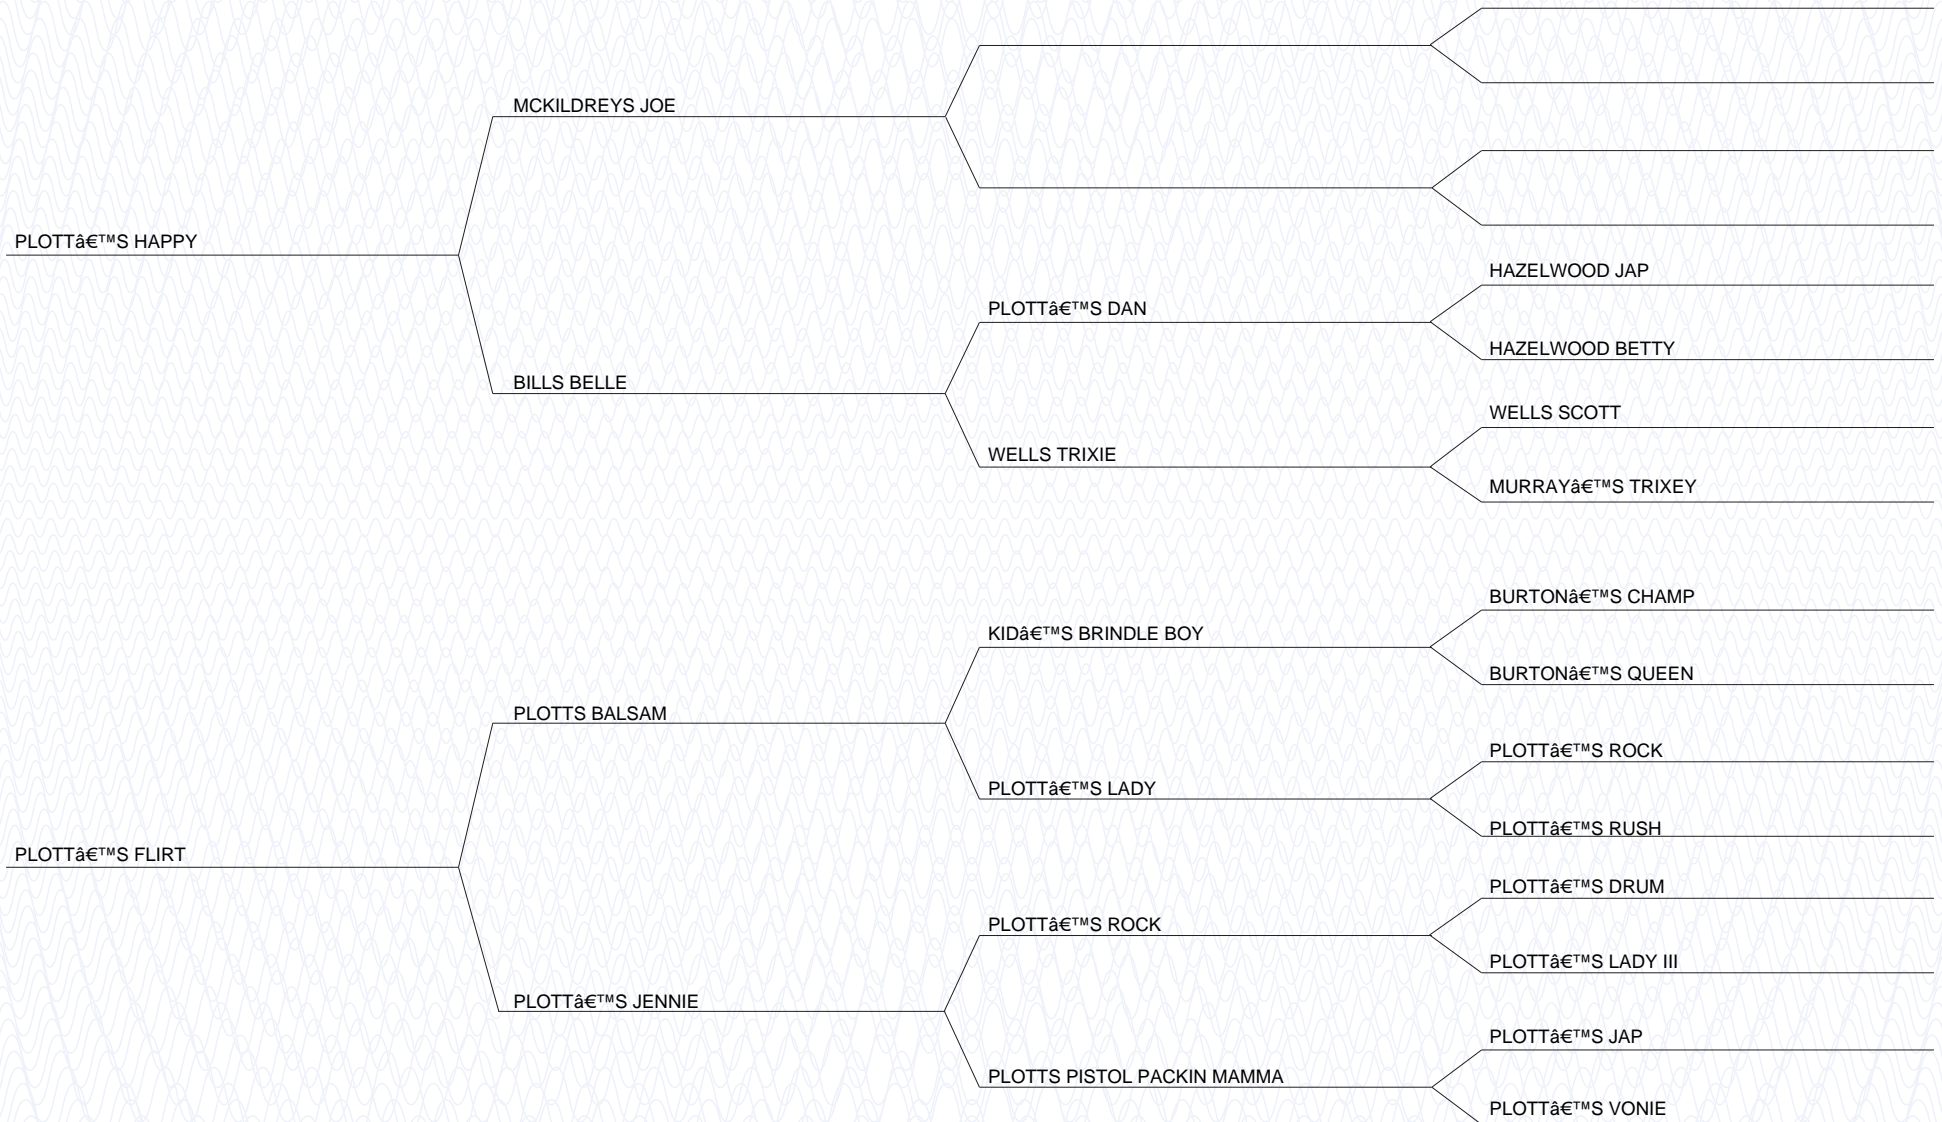 MCKILDREYS JOE
PLOTTâ€™S HAPPY
HAZELWOOD JAP
PLOTTâ€™S DAN
HAZELWOOD BETTY
BILLS BELLE
WELLS SCOTT
WELLS TRIXIE
MURRAYâ€™S TRIXEY
BURTONâ€™S CHAMP
KIDâ€™S BRINDLE BOY
BURTONâ€™S QUEEN
PLOTTS BALSAM
PLOTTâ€™S ROCK
PLOTTâ€™S LADY
PLOTTâ€™S RUSH
PLOTTâ€™S FLIRT
PLOTTâ€™S DRUM
PLOTTâ€™S ROCK
PLOTTâ€™S LADY III
PLOTTâ€™S JENNIE
PLOTTâ€™S JAP
PLOTTS PISTOL PACKIN MAMMA
PLOTTâ€™S VONIE